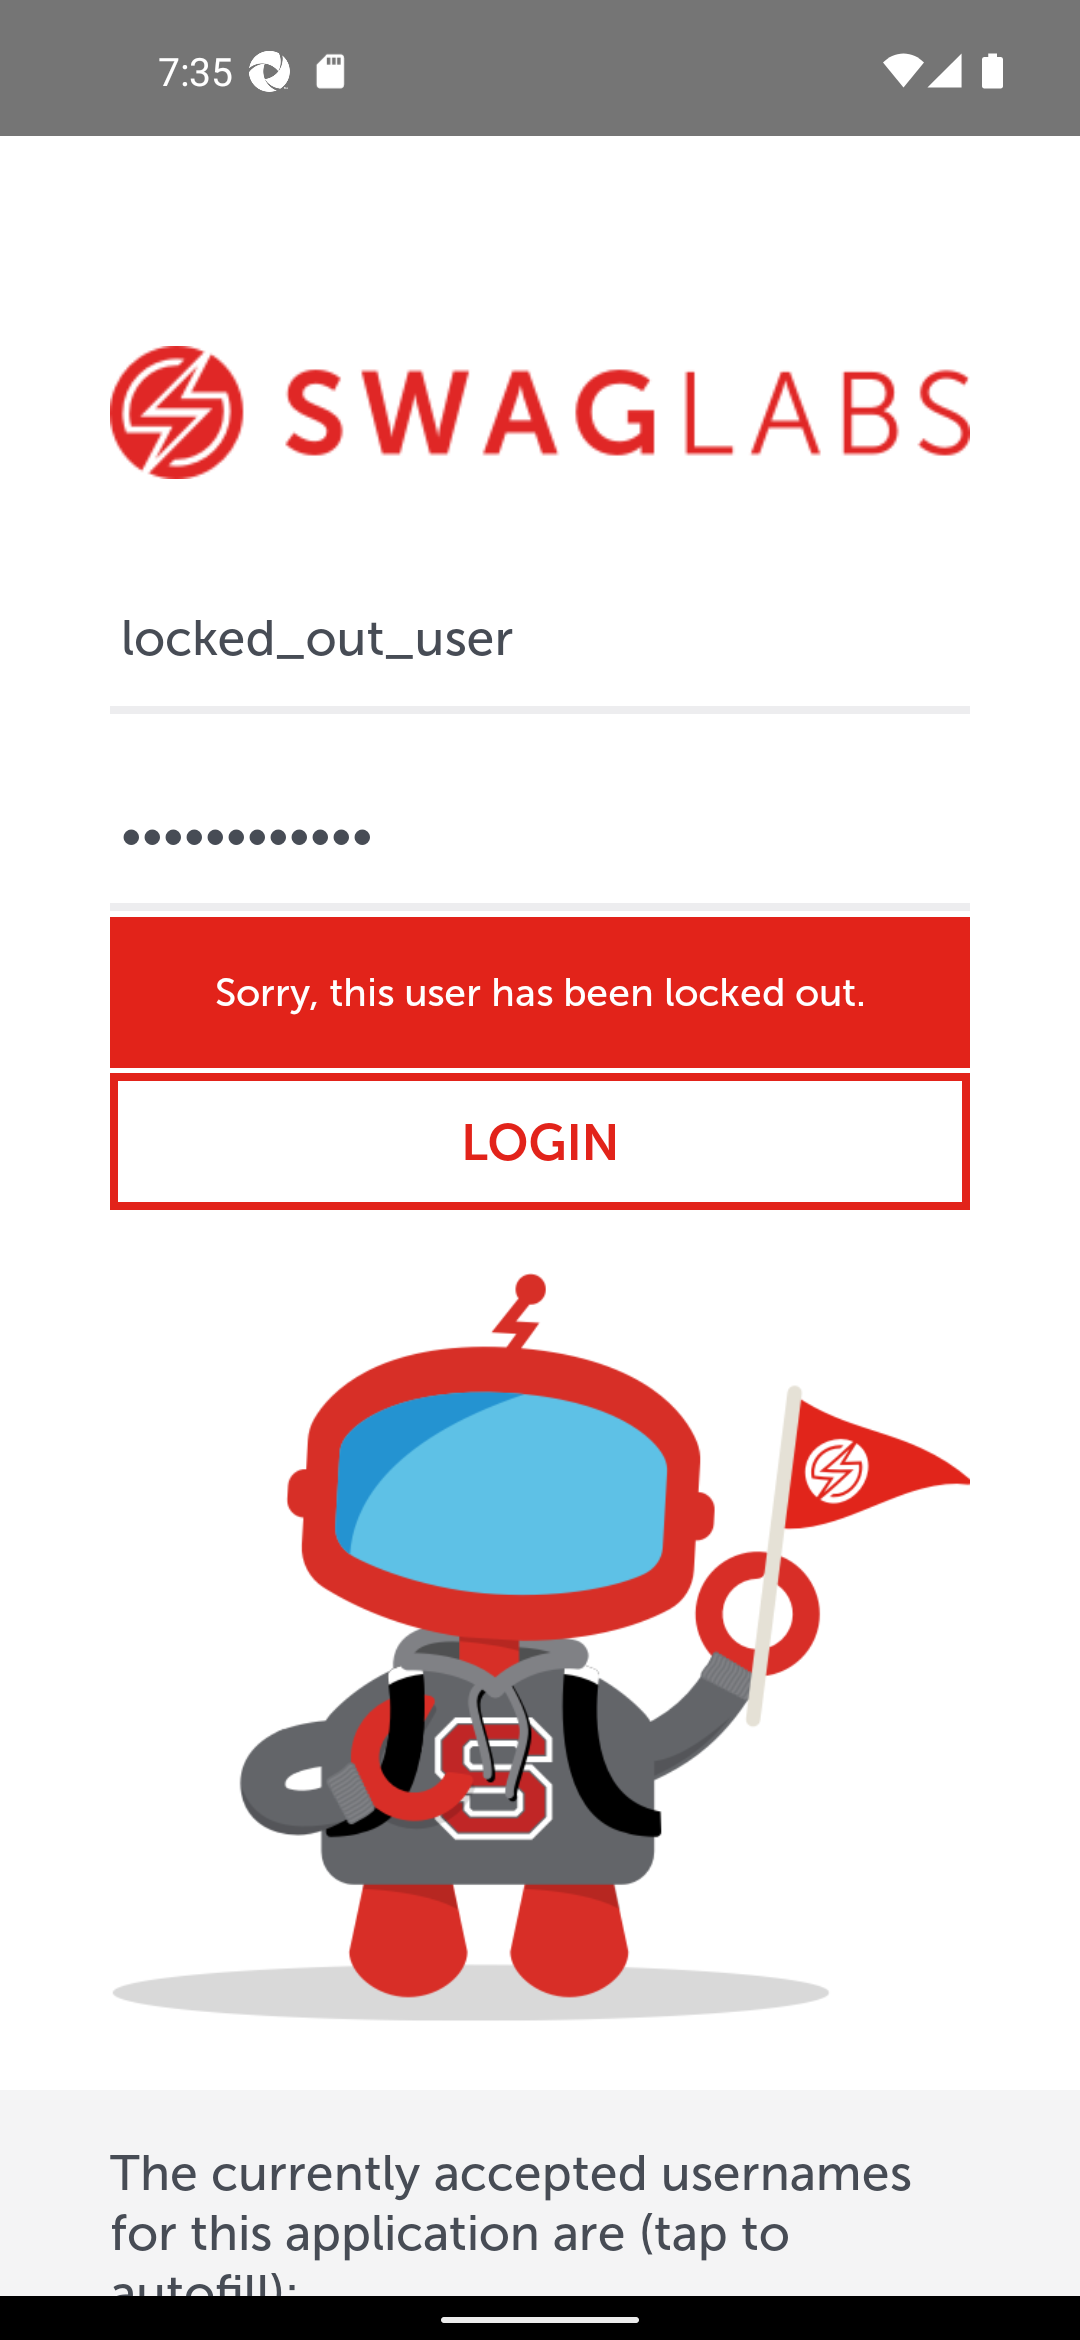 7:35
SWAGLABS
locked_out_user
••••••••••••
Sorry, this user has been locked out.
LOGIN
S
The currently accepted usernames
for this application are (tap to
autofill):